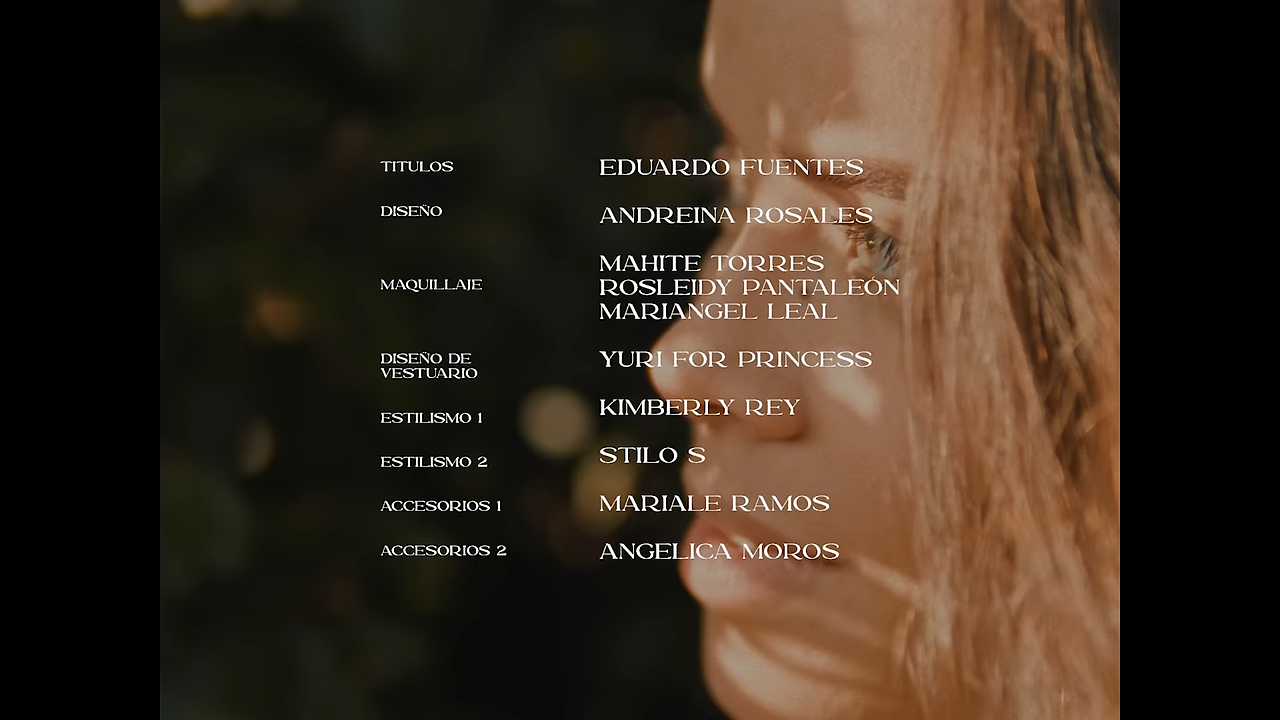 TITULOS EDUARDO FUENTES
DISEÑO ANDREINA ROSALES
MAQUILLAJE MAHITE TORRES
ROSLEIDY PANTALEÓN
MARIANGEL LEAL
DISEÑO DE
VESTUARIO YURI FOR PRINCESS
ESTILISMO 1 KIMBERLY REY
ESTILISMO 2 STILO S
ACCESORIOS 1 MARIALE RAMOS
ACCESORIOS 2 ANGELICA MOROS